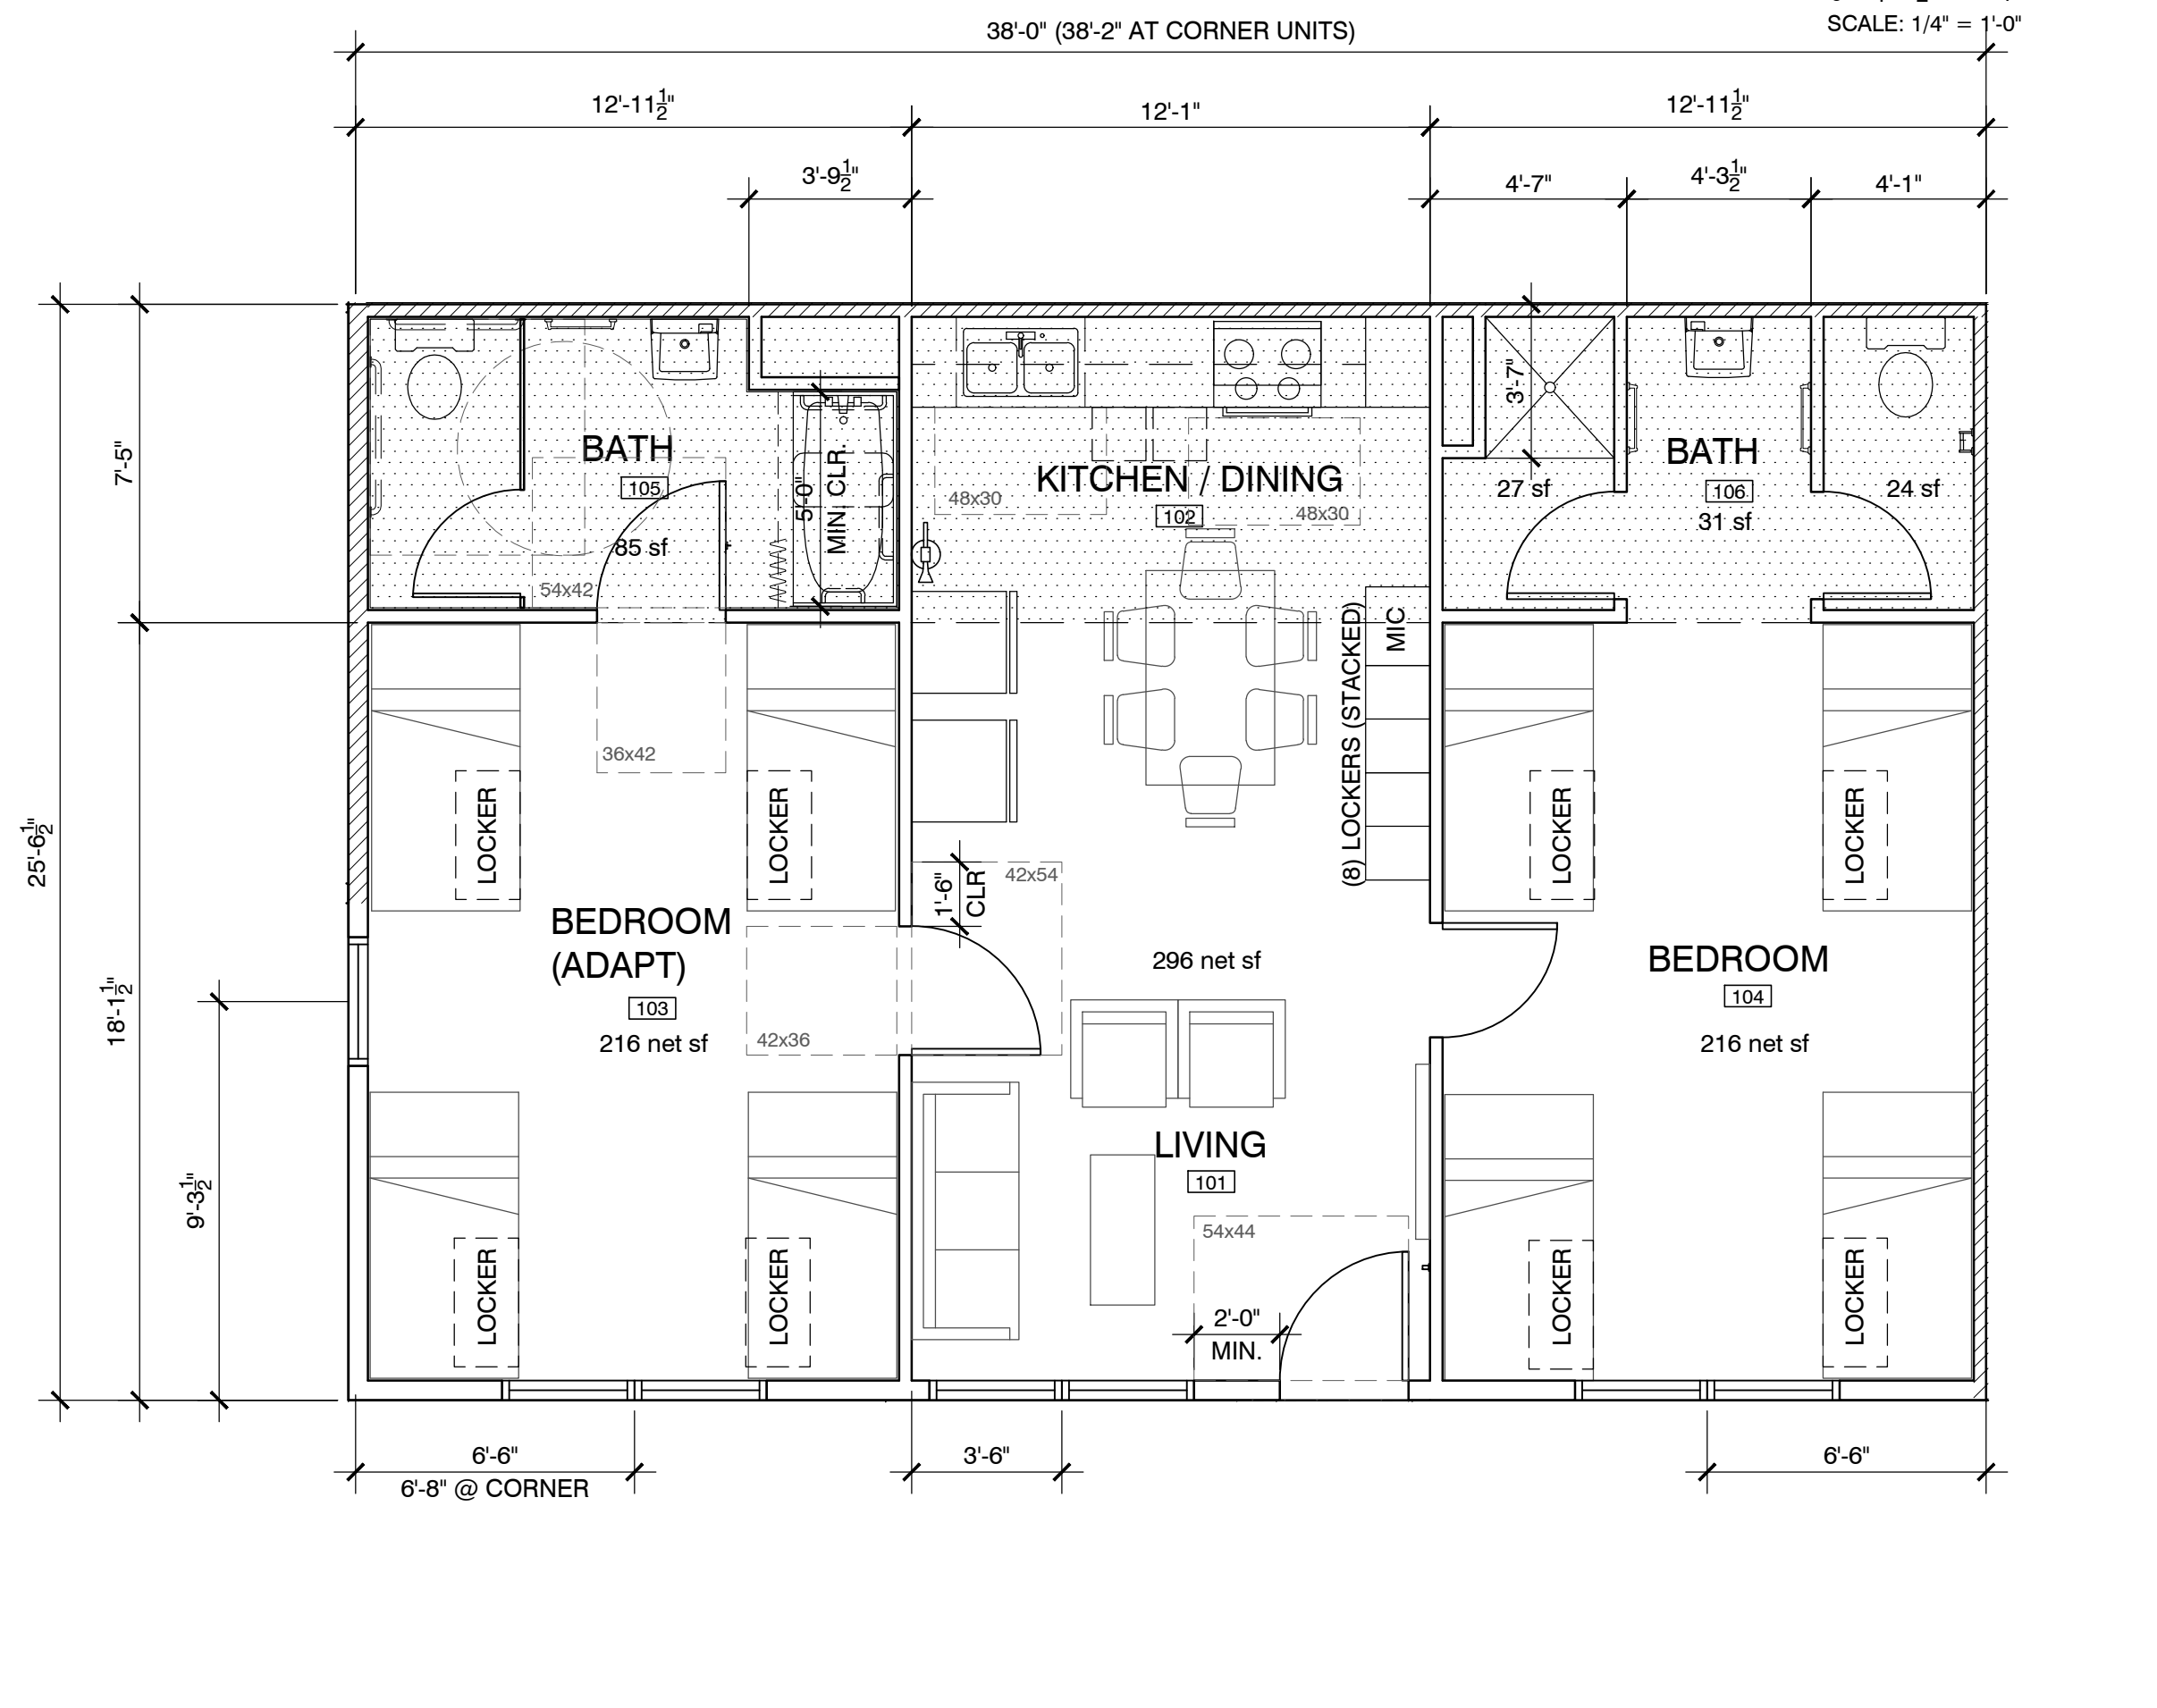 SCALE: 1/4" = 1'-0"
38'-0" (38'-2" AT CORNER UNITS)
12'-11½"
12'-1"
12'-11½"
3'-9½"
4'-7"
4'-3½"
4'-1"
7'-5"
25'-6½"
18'-1½"
9'-3½"
BATH
105
85 sf
54x42
5'-0"
MIN. CLR.
KITCHEN / DINING
102
48x30
48x30
3'-7"
27 sf
BATH
106
31 sf
24 sf
36x42
LOCKER
LOCKER
(8) LOCKERS (STACKED)
MIC
LOCKER
LOCKER
1'-6"
CLR
42x54
BEDROOM
(ADAPT)
103
216 net sf
42x36
296 net sf
BEDROOM
104
216 net sf
LIVING
101
54x44
2'-0"
MIN.
LOCKER
LOCKER
LOCKER
LOCKER
6'-6"
6'-8" @ CORNER
3'-6"
6'-6"